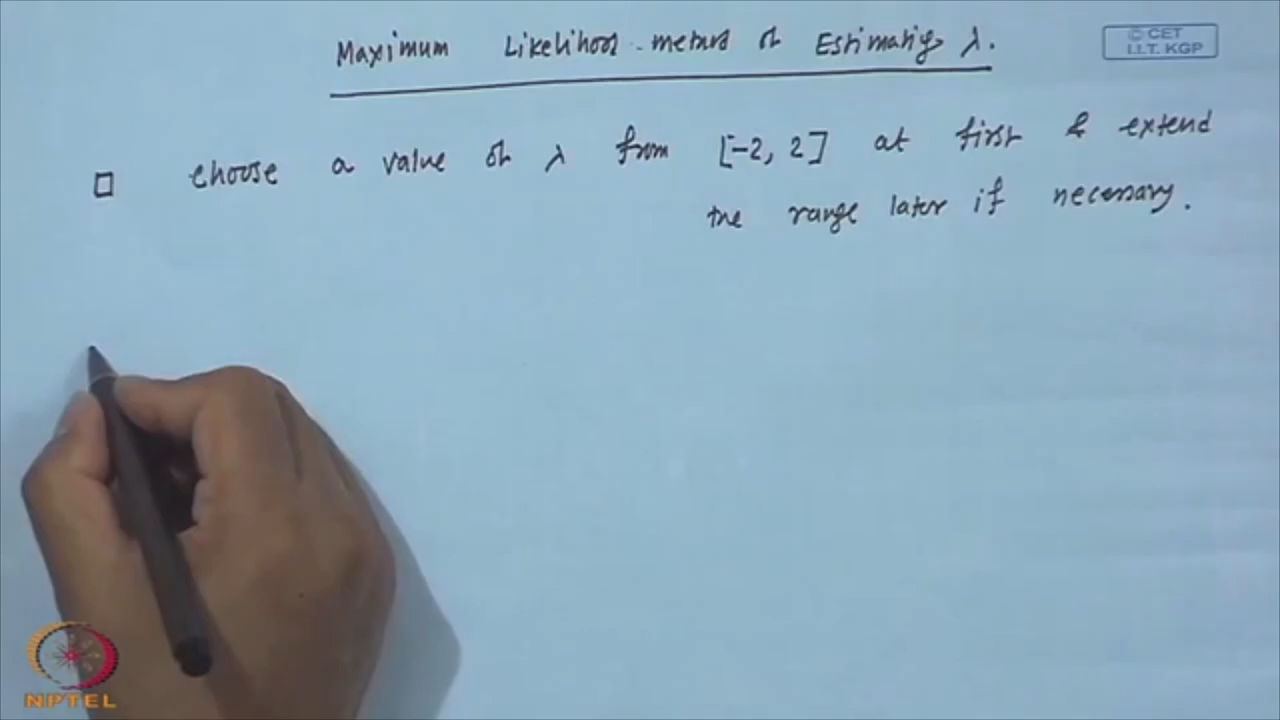 Maximum Likelihood method of Estimating λ.
© CET
I.I.T. KGP
□ choose a value of λ from [-2, 2] at first & extend
the range later if necessary.
NPTEL